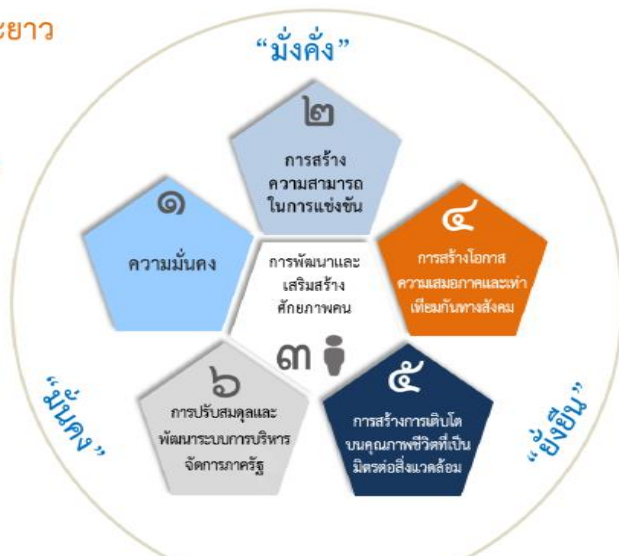 ะยาว
“มั่งคั่ง”
๒
การสร้าง
ความสามารถ
ในการแข่งขัน
๑
ความมั่นคง
การพัฒนาและ
เสริมสร้าง
ศักยภาพคน
๓
๔
การสร้างโอกาส
ความเสมอภาคและเท่า
เทียมกันทางสังคม
๖
การปรับสมดุลและ
พัฒนาระบบการบริหาร
จัดการภาครัฐ
๕
การสร้างการเติบโต
บนคุณภาพชีวิตที่เป็น
มิตรต่อสิ่งแวดล้อม
“มั่นคง”
“ยั่งยืน”